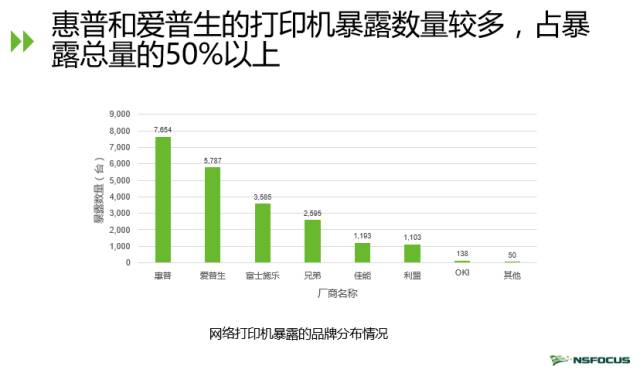 惠普和爱普生的打印机暴露数量较多，占暴
露总量的50%以上
9,000
8,000
7,000
6,000
5,000
4,000
3,000
2,000
1,000
0
暴露数量（台）
7,654
5,787
3,585
2,595
1,193
1,103
138
50
惠普
爱普生
富士施乐
兄弟
佳能
利盟
OKI
其他
厂商名称
网络打印机暴露的品牌分布情况
NSFOCUS